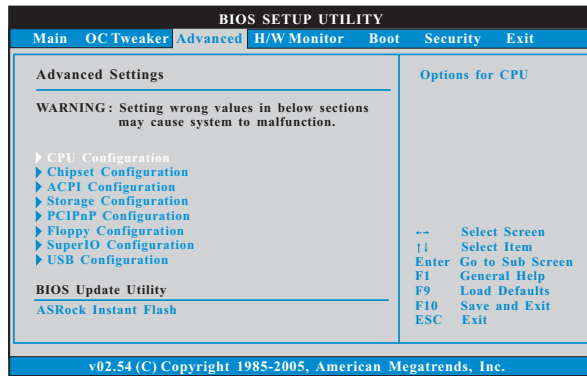 BIOS SETUP UTILITY
Main OC Tweaker Advanced H/W Monitor Boot Security Exit
Advanced Settings
WARNING : Setting wrong values in below sections
may cause system to malfunction.
CPU Configuration
Chipset Configuration
ACPI Configuration
Storage Configuration
PCIPnP Configuration
Floppy Configuration
SuperIO Configuration
USB Configuration
BIOS Update Utility
ASRock Instant Flash
Options for CPU
←→ Select Screen
↑↓ Select Item
Enter Go to Sub Screen
F1 General Help
F9 Load Defaults
F10 Save and Exit
ESC Exit
v02.54 (C) Copyright 1985-2005, American Megatrends, Inc.